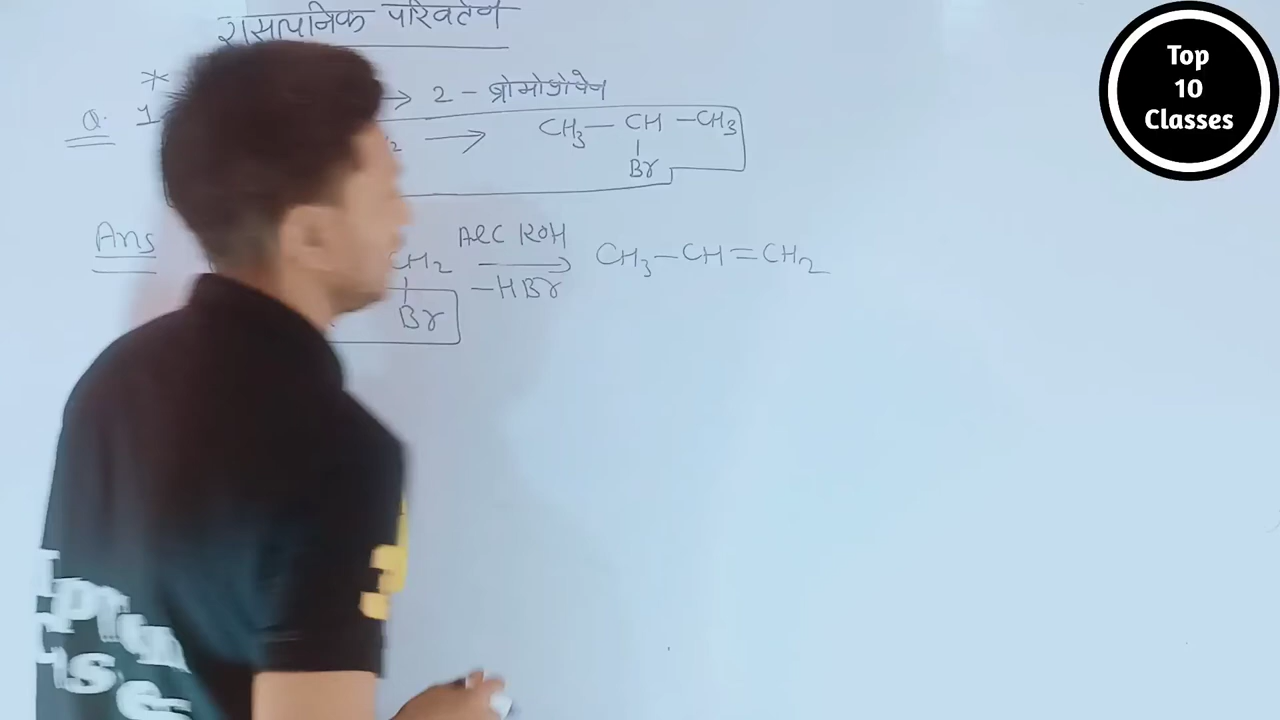 रासायनिक परिवर्तन
*
Q. 1 → 2 - ब्रोमोप्रोपेन
→ CH3 — CH — CH3
Br
Ans CH2 Alc KOH → CH3 — CH = CH2
- HBr
Br
Top
10
Classes